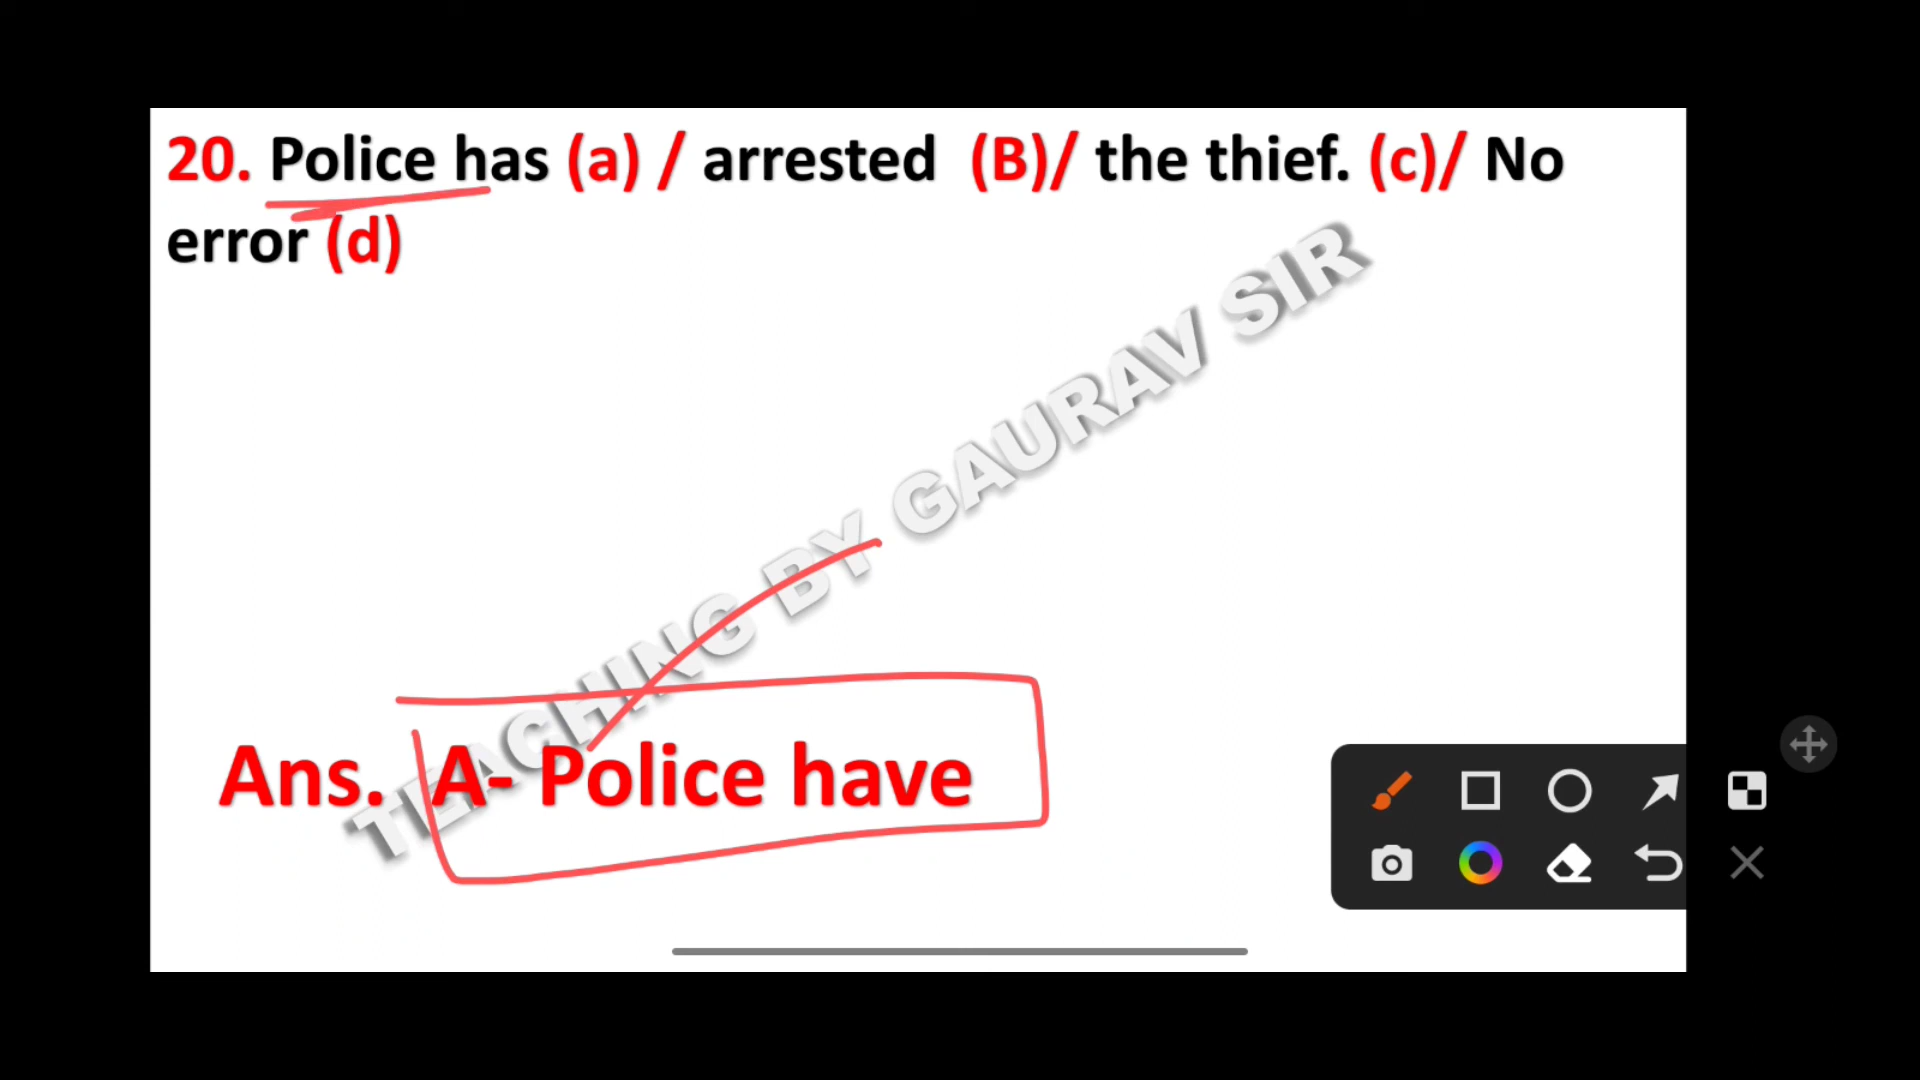 20. Police has (a) / arrested (B)/ the thief. (c)/ No
error (d)
TEACHING BY GAURAV SIR
Ans. A- Police have